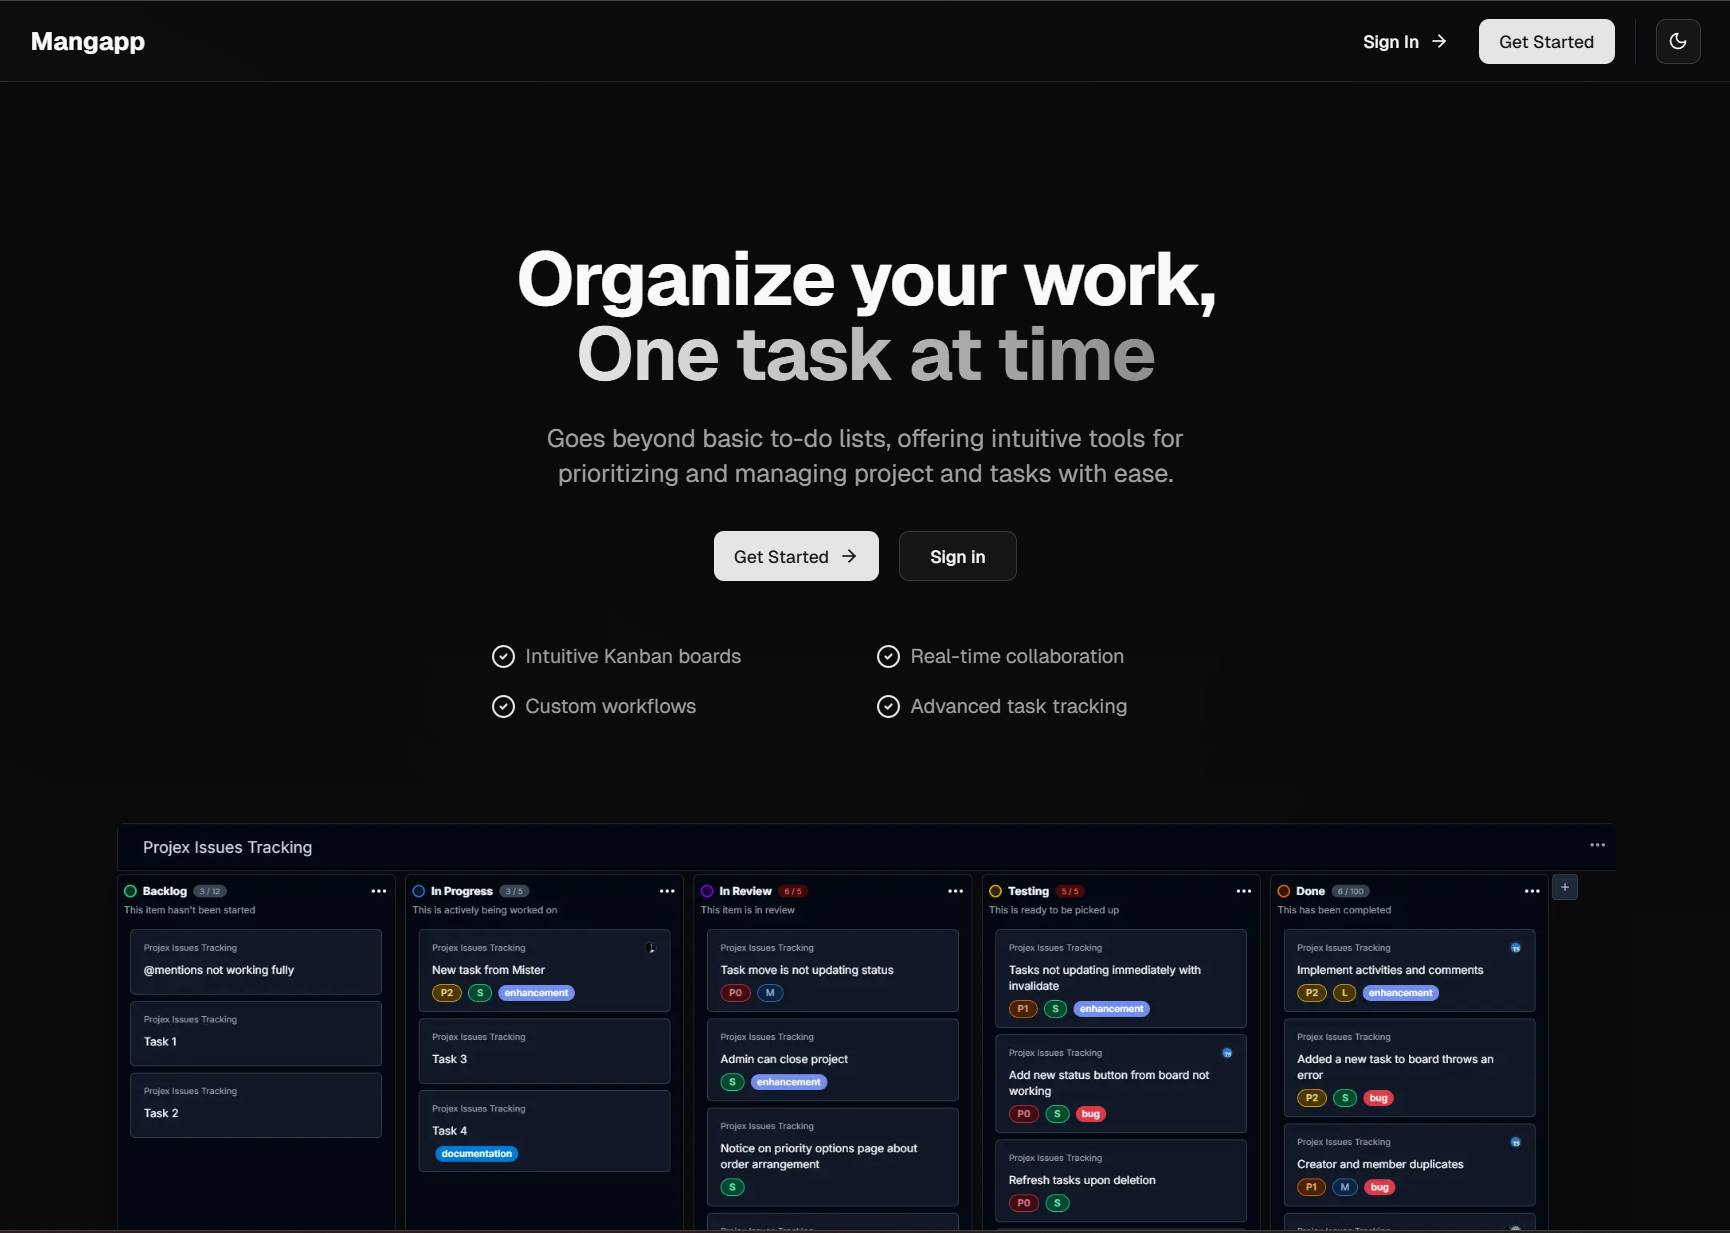 Mangapp
Sign In
Get Started
Organize your work,
One task at time
Goes beyond basic to-do lists, offering intuitive tools for
prioritizing and managing project and tasks with ease.
Get Started
Sign in
Intuitive Kanban boards
Real-time collaboration
Custom workflows
Advanced task tracking
Projex Issues Tracking
Backlog 3 / 12
This item hasn't been started
Projex Issues Tracking
@mentions not working fully
Projex Issues Tracking
Task 1
Projex Issues Tracking
Task 2
In Progress 3 / 5
This is actively being worked on
Projex Issues Tracking
New task from Mister
P2 S enhancement
Projex Issues Tracking
Task 3
Projex Issues Tracking
Task 4
documentation
In Review 6 / 5
This item is in review
Projex Issues Tracking
Task move is not updating status
P0 M
Projex Issues Tracking
Admin can close project
S enhancement
Projex Issues Tracking
Notice on priority options page about
order arrangement
S
Projex Issues Tracking
Testing 5 / 5
This is ready to be picked up
Projex Issues Tracking
Tasks not updating immediately with
invalidate
P1 S enhancement
Projex Issues Tracking
Add new status button from board not
working
P0 S bug
Projex Issues Tracking
Refresh tasks upon deletion
P0 S
Done 6 / 100
This has been completed
Projex Issues Tracking
Implement activities and comments
P2 L enhancement
Projex Issues Tracking
Added a new task to board throws an
error
P2 S bug
Projex Issues Tracking
Creator and member duplicates
P1 M bug
Projex Issues Tracking
+